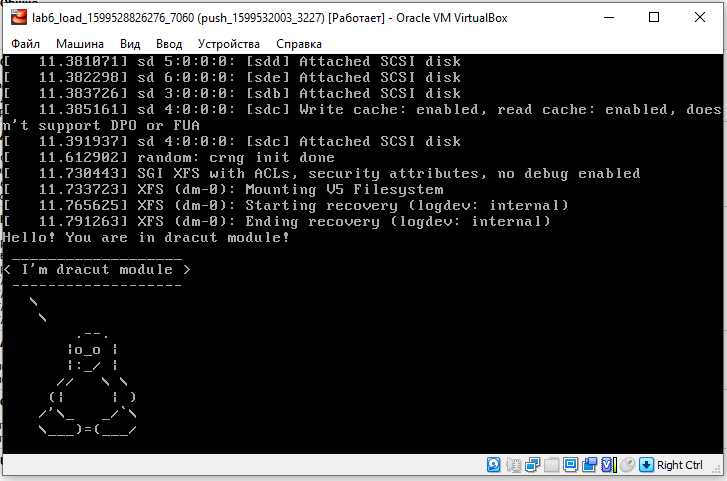 lab6_load_1599528826276_7060 (push_1599532003_3227) [Работает] - Oracle VM VirtualBox
Файл Машина Вид Ввод Устройства Справка
[   11.381071] sd 5:0:0:0: [sdd] Attached SCSI disk
[   11.382298] sd 6:0:0:0: [sde] Attached SCSI disk
[   11.383726] sd 3:0:0:0: [sdb] Attached SCSI disk
[   11.385161] sd 4:0:0:0: [sdc] Write cache: enabled, read cache: enabled, does
n't support DPO or FUA
[   11.391937] sd 4:0:0:0: [sdc] Attached SCSI disk
[   11.612902] random: crng init done
[   11.730443] SGI XFS with ACLs, security attributes, no debug enabled
[   11.733723] XFS (dm-0): Mounting V5 Filesystem
[   11.765625] XFS (dm-0): Starting recovery (logdev: internal)
[   11.791263] XFS (dm-0): Ending recovery (logdev: internal)
Hello! You are in dracut module!
 ___________________
< I'm dracut module >
 -------------------
   \
    \
        .--.
       |o_o |
       |:_/ |
      //   \ \
     (|     | )
    /'\_   _/`\
    \___)=(___/
Right Ctrl